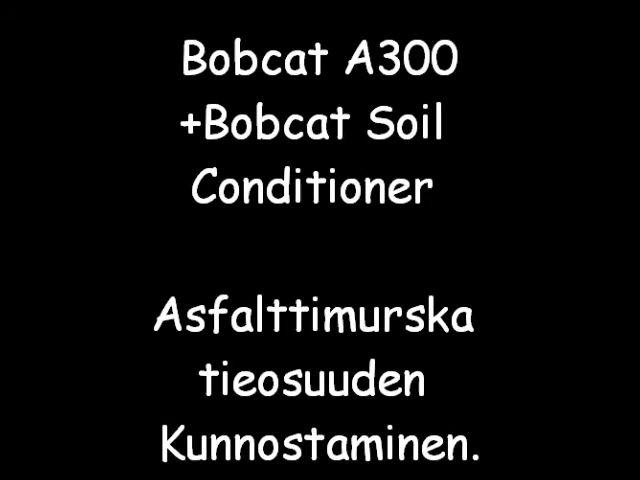 Bobcat A300
+Bobcat Soil
Conditioner
Asfalttimurska
tieosuuden
Kunnostaminen.